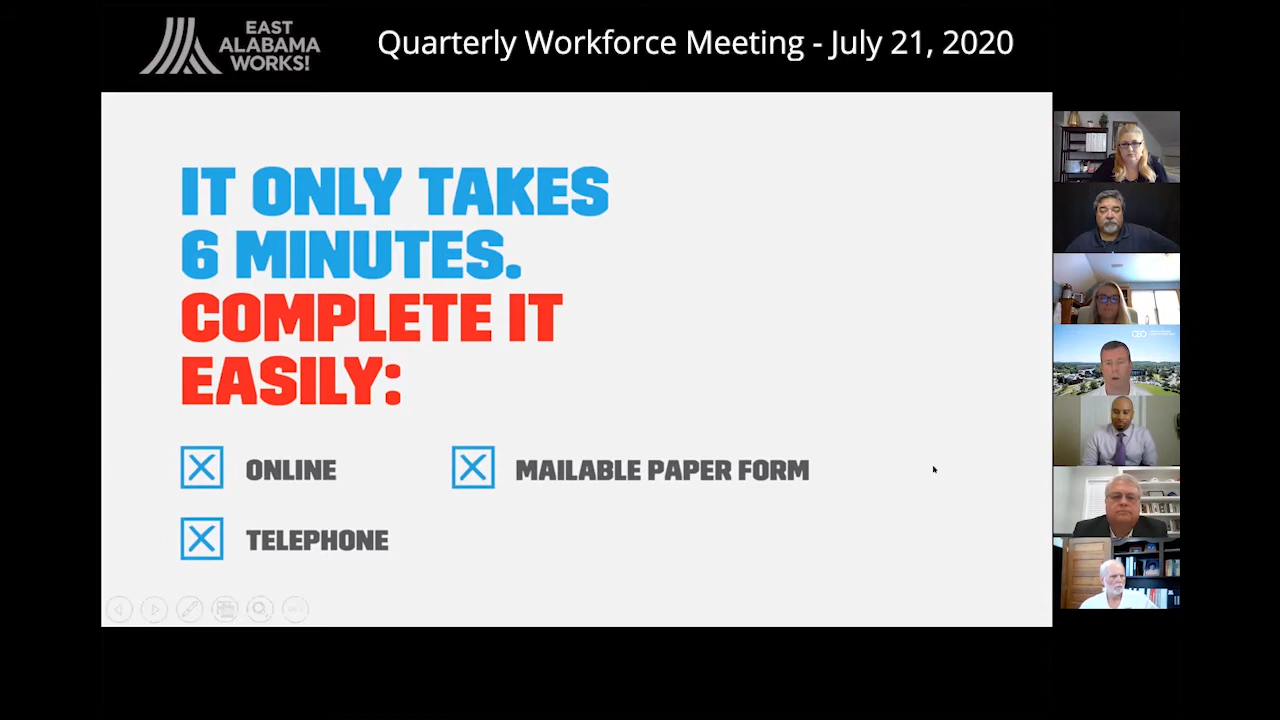 EAST
ALABAMA
WORKS!
Quarterly Workforce Meeting - July 21, 2020
IT ONLY TAKES
6 MINUTES.
COMPLETE IT
EASILY:
ONLINE
MAILABLE PAPER FORM
TELEPHONE
CEO